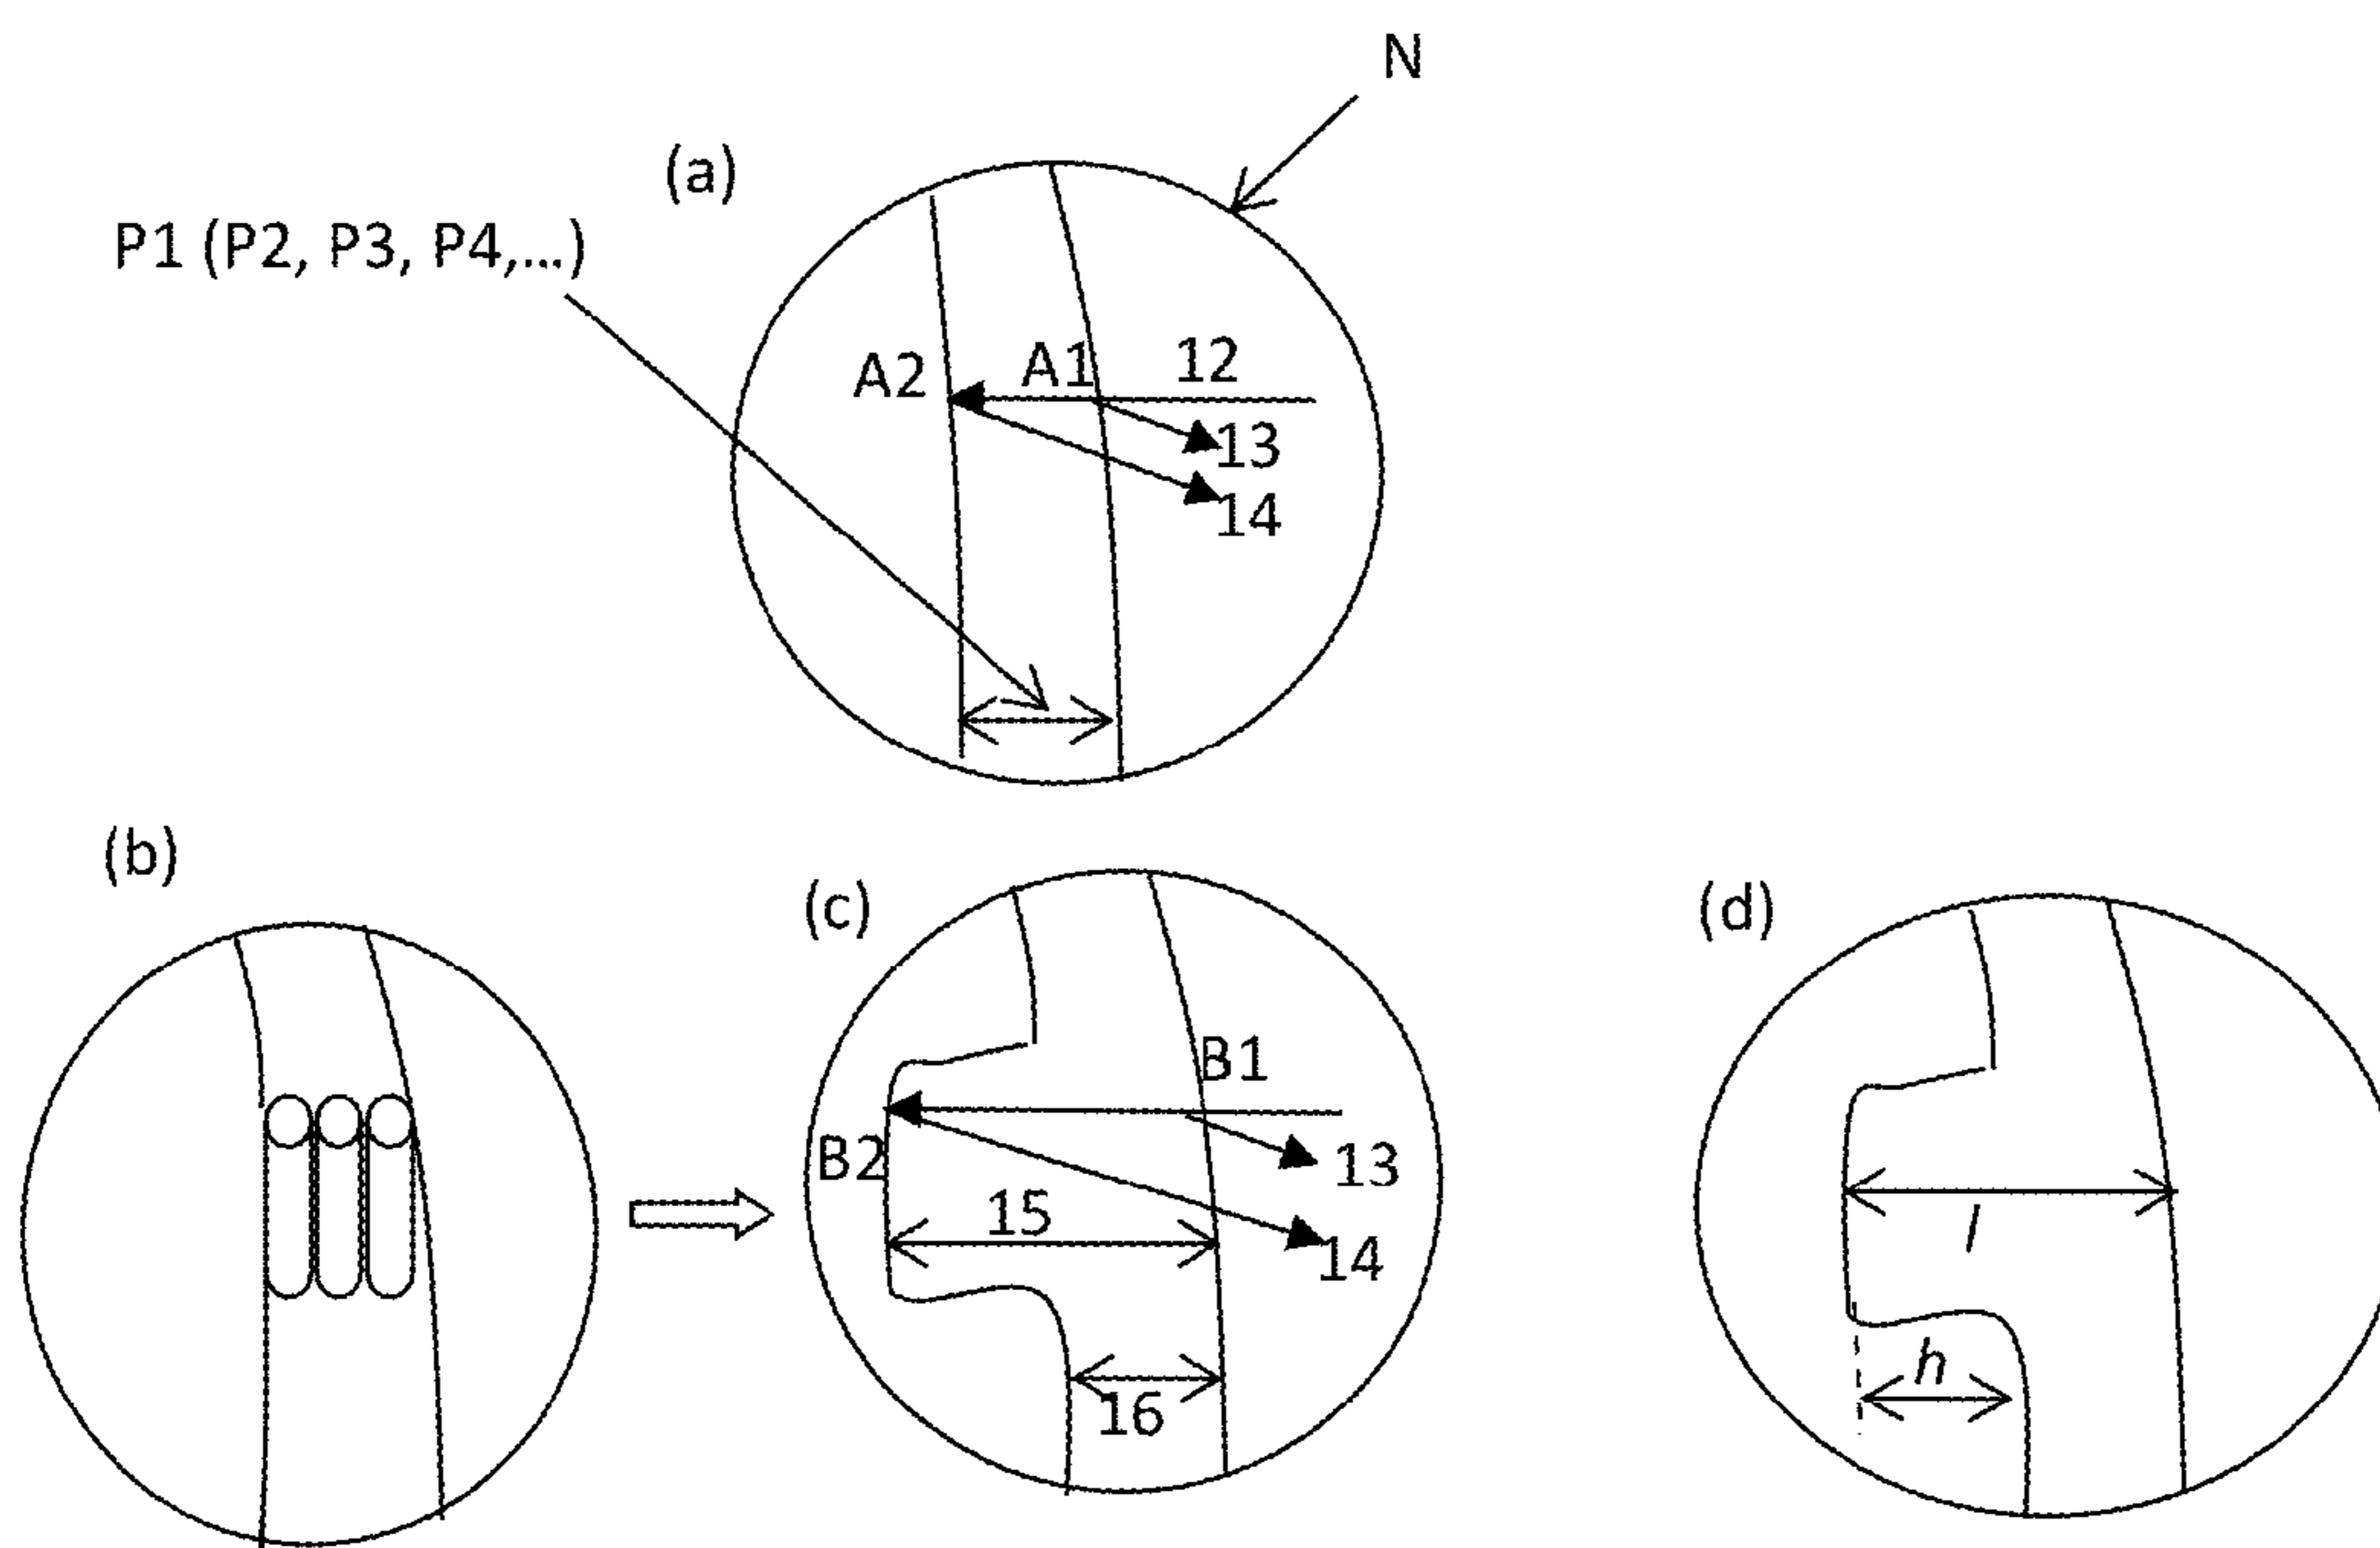 N
(a)
P1 (P2, P3, P4,...)
A2 A1 12
13
14
(b)
(c)
(d)
B1
B2
13
15
14
16
l
h